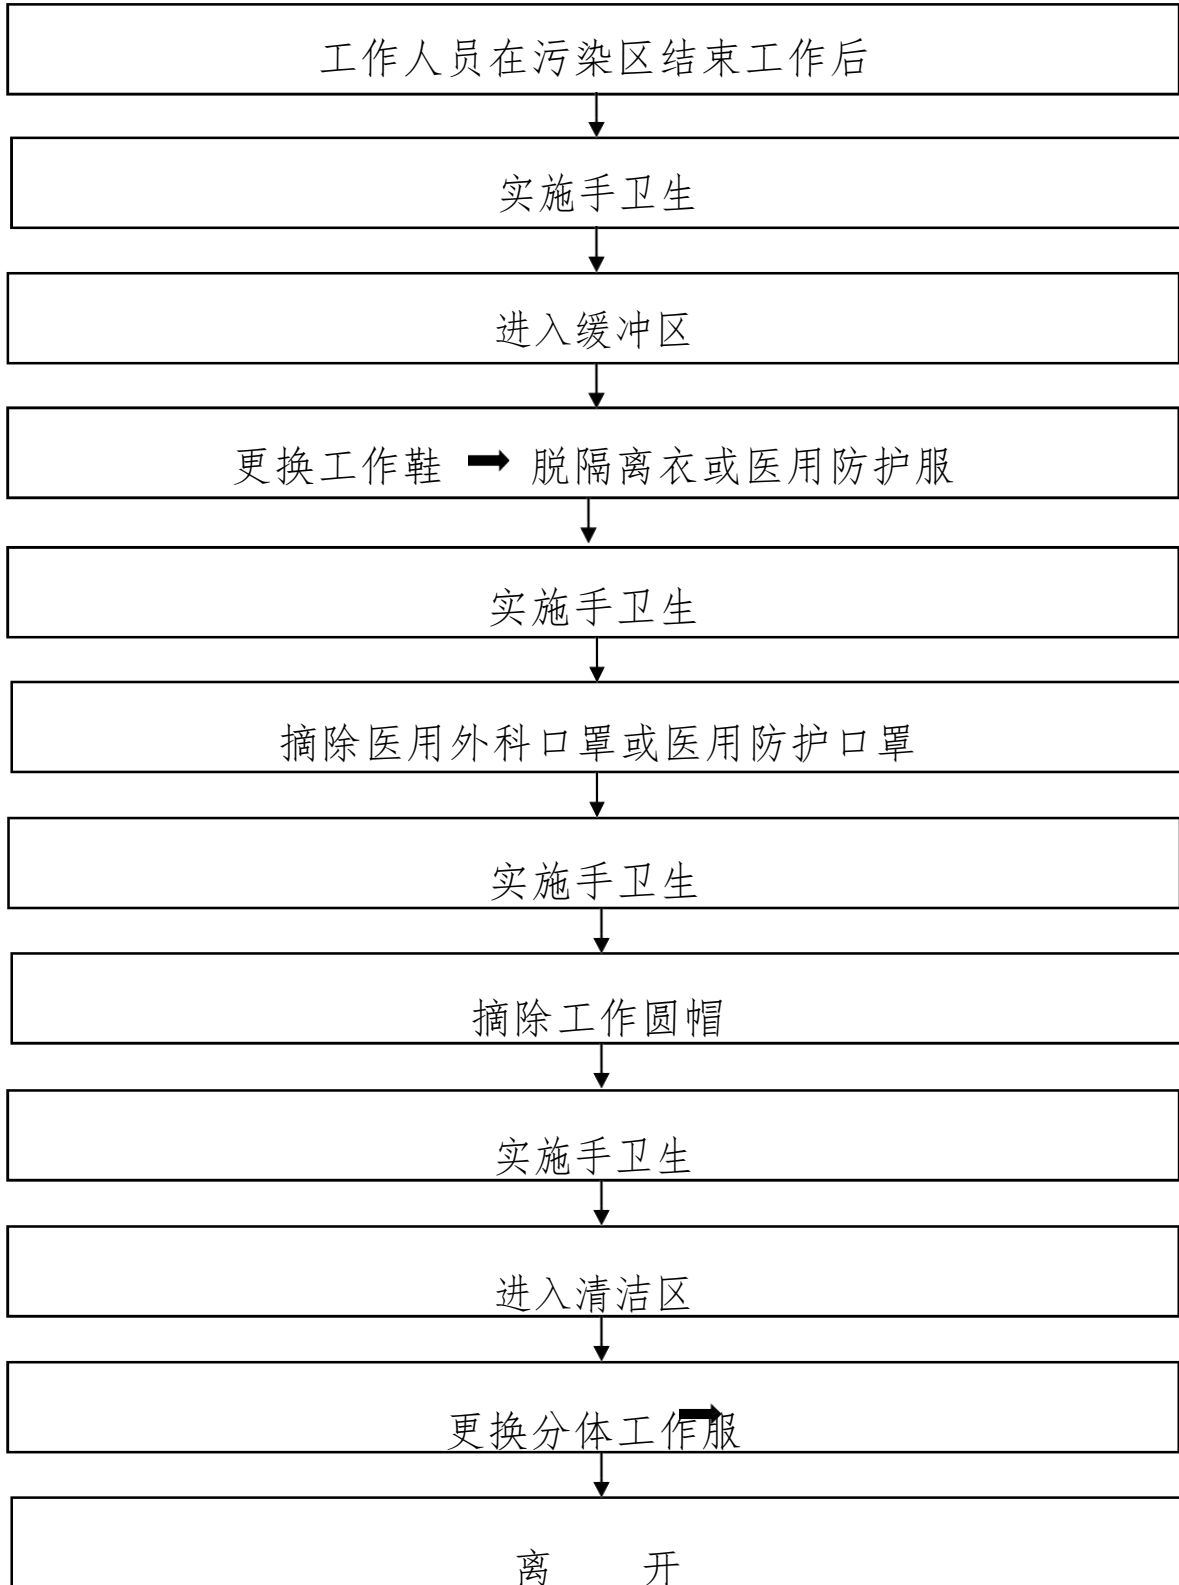 工作人员在污染区结束工作后
实施手卫生
进入缓冲区
更换工作鞋 ➡ 脱隔离衣或医用防护服
实施手卫生
摘除医用外科口罩或医用防护口罩
实施手卫生
摘除工作圆帽
实施手卫生
进入清洁区
更换分体工作服
离 开